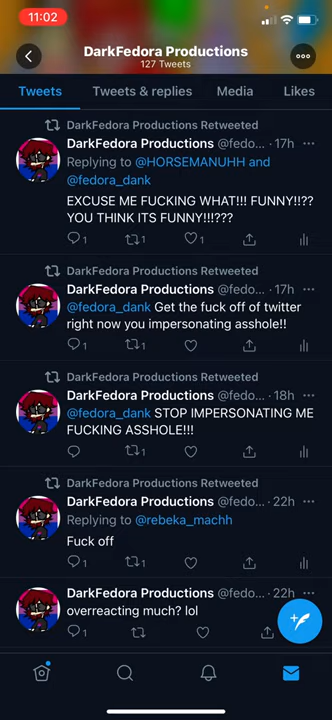 11:02
DarkFedora Productions
127 Tweets
Tweets Tweets & replies Media Likes
DarkFedora Productions Retweeted
DarkFedora Productions @fedo... · 17h
Replying to @HORSEMANUHH and
@fedora_dank
EXCUSE ME FUCKING WHAT!!! FUNNY!!??
YOU THINK ITS FUNNY!!!???
1 1 1
DarkFedora Productions Retweeted
DarkFedora Productions @fedo... · 17h
@fedora_dank Get the fuck off of twitter
right now you impersonating asshole!!
1 1
DarkFedora Productions Retweeted
DarkFedora Productions @fedo... · 18h
@fedora_dank STOP IMPERSONATING ME
FUCKING ASSHOLE!!!
1
DarkFedora Productions Retweeted
DarkFedora Productions @fedo... · 22h
Replying to @rebeka_machh
Fuck off
1 1
DarkFedora Productions @fedo... · 22h
overreacting much? lol
1